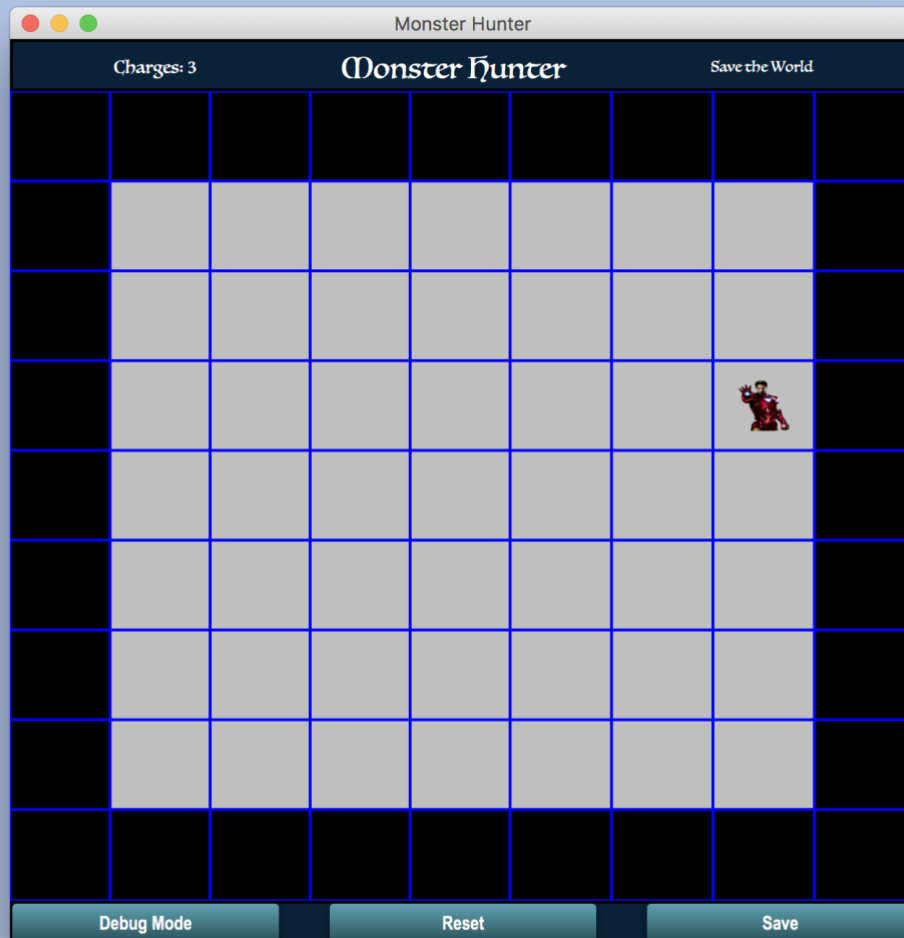 Monster Hunter
Charges: 3
Monster Hunter
Save the World
Debug Mode
Reset
Save